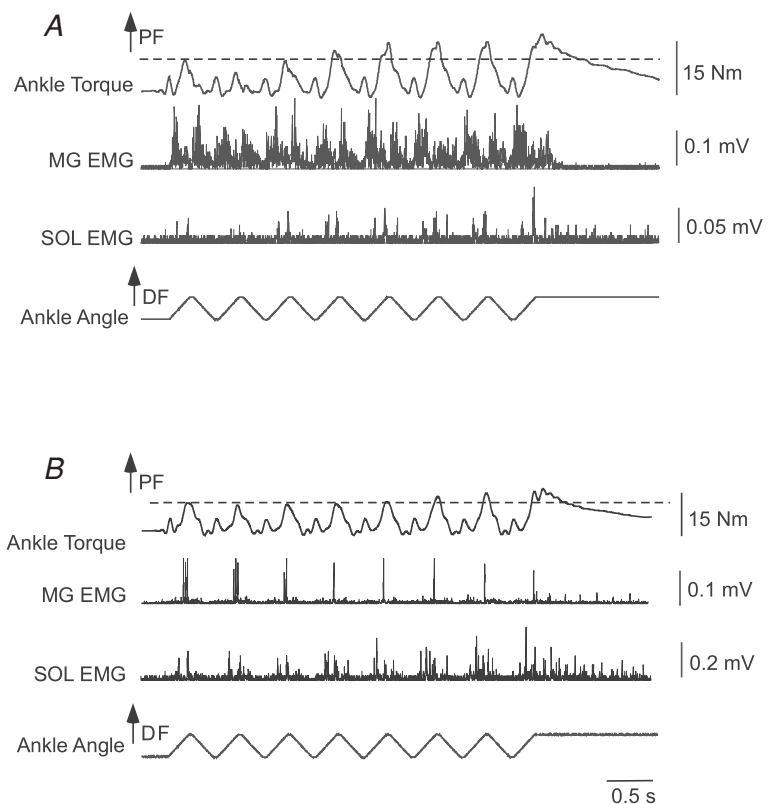 A
PF
Ankle Torque
15 Nm
MG EMG
0.1 mV
SOL EMG
0.05 mV
DF
Ankle Angle
B
PF
Ankle Torque
15 Nm
MG EMG
0.1 mV
SOL EMG
0.2 mV
DF
Ankle Angle
0.5 s